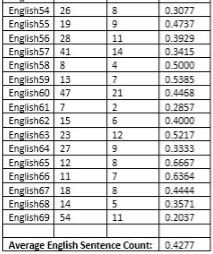 English54 26 8 0.3077
English55 19 9 0.4737
English56 28 11 0.3929
English57 41 14 0.3415
English58 8 4 0.5000
English59 13 7 0.5385
English60 47 21 0.4468
English61 7 2 0.2857
English62 15 6 0.4000
English63 23 12 0.5217
English64 27 9 0.3333
English65 12 8 0.6667
English66 11 7 0.6364
English67 18 8 0.4444
English68 14 5 0.3571
English69 54 11 0.2037
Average English Sentence Count: 0.4277